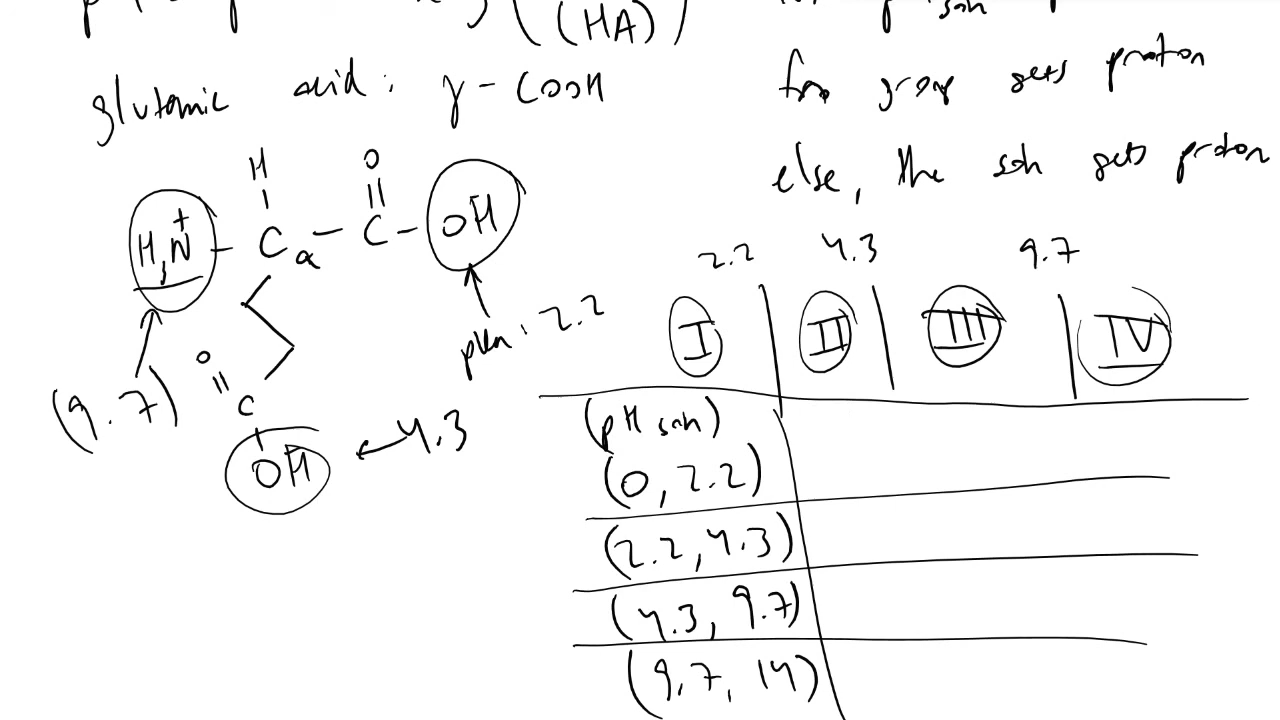 (HA)
soln
glutamic acid: γ - COOH
for group gets proton
else, the soln gets proton
H
O
H3N+ - Cα - C - OH
pka: 2.2
(9.7)
O
C
OH
4.3
2.2 4.3 9.7
I II III IV
(pH soln)
(0, 2.2)
(2.2, 4.3)
(4.3, 9.7)
(9.7, 14)